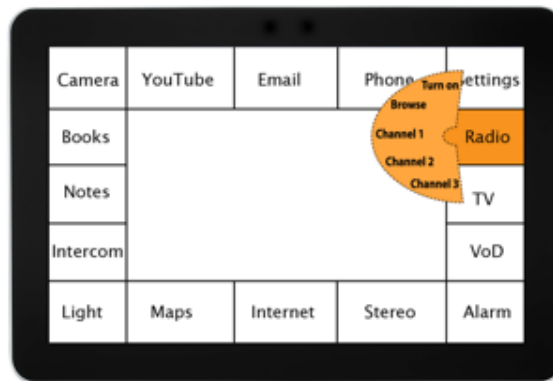 Camera
YouTube
Email
Phone
Settings
Turn on
Browse
Channel 1
Channel 2
Channel 3
Books
Radio
Notes
TV
Intercom
VoD
Light
Maps
Internet
Stereo
Alarm